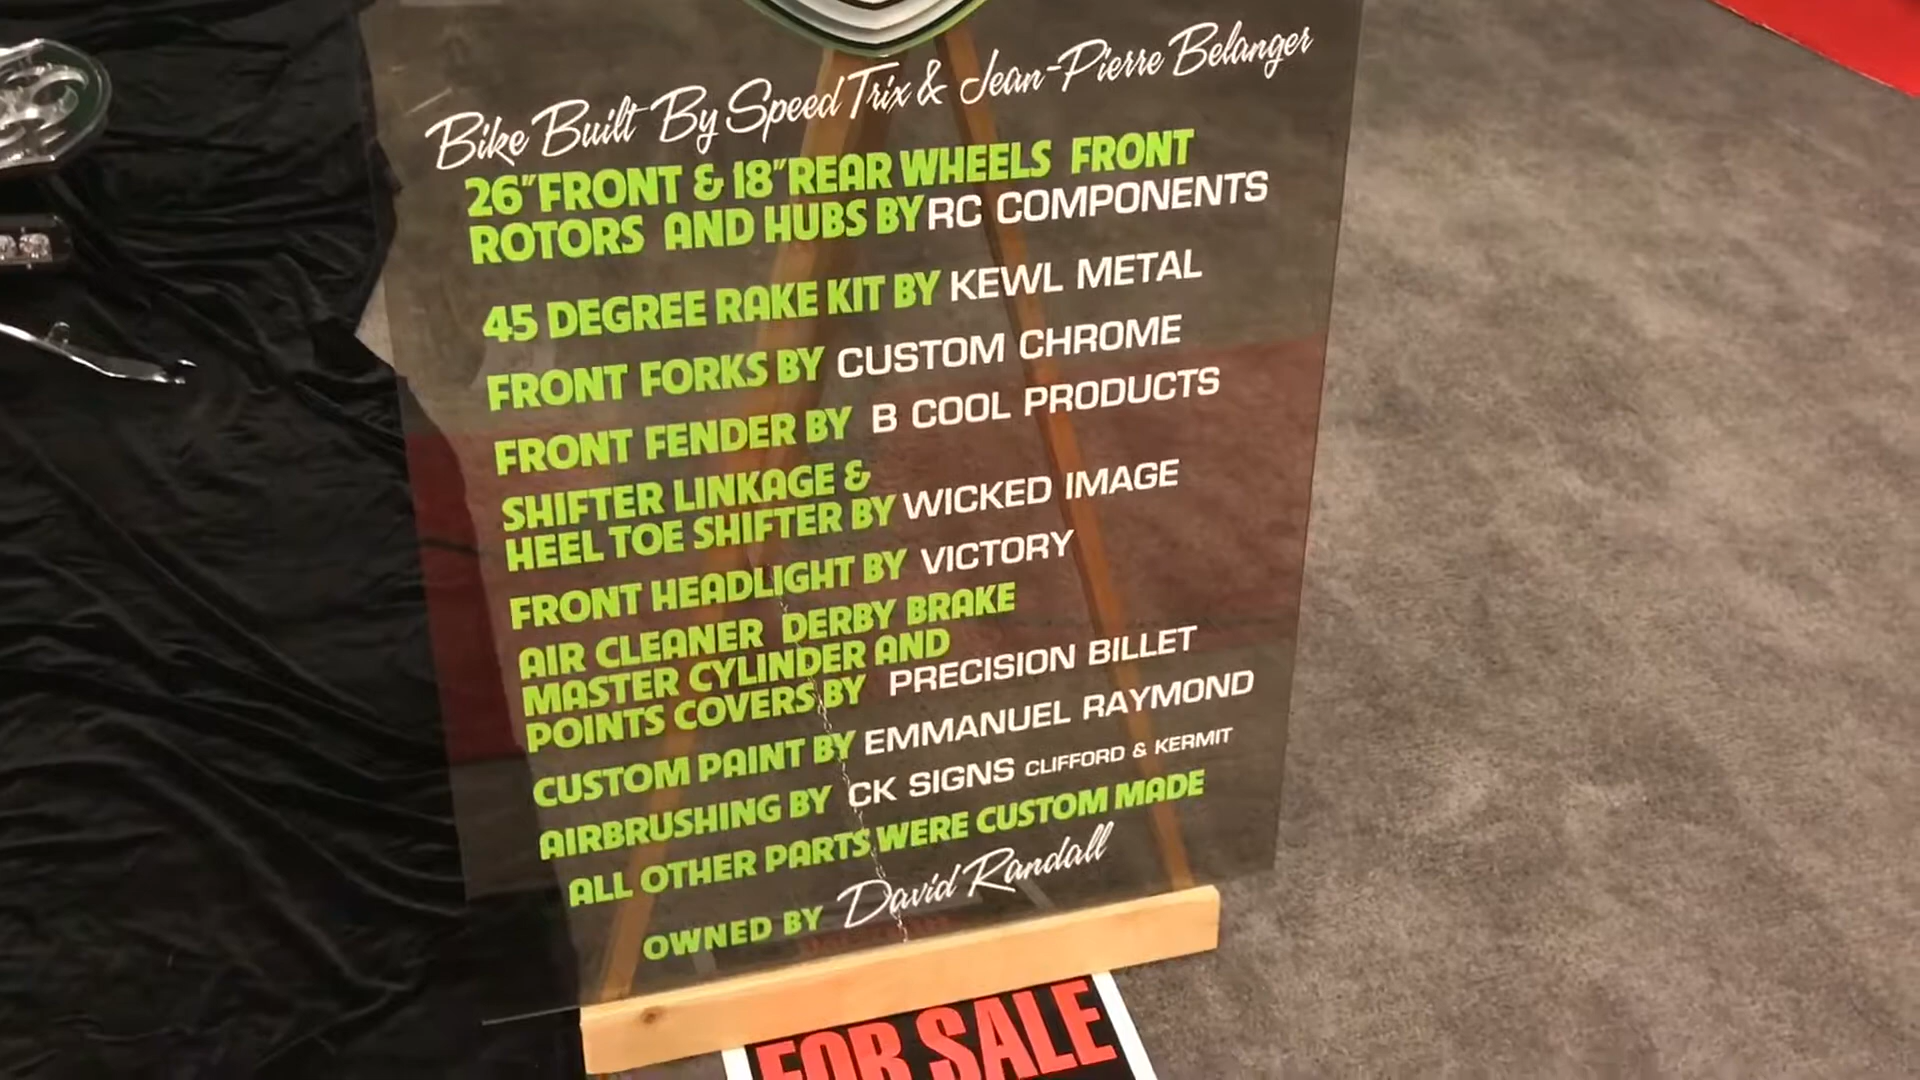 Bike Built By Speed Trix & Jean-Pierre Belanger
26" FRONT & 18" REAR WHEELS FRONT
ROTORS AND HUBS BY RC COMPONENTS
45 DEGREE RAKE KIT BY KEWL METAL
FRONT FORKS BY CUSTOM CHROME
FRONT FENDER BY B COOL PRODUCTS
SHIFTER LINKAGE &
HEEL TOE SHIFTER BY WICKED IMAGE
FRONT HEADLIGHT BY VICTORY
AIR CLEANER DERBY BRAKE
MASTER CYLINDER AND
POINTS COVERS BY PRECISION BILLET
CUSTOM PAINT BY EMMANUEL RAYMOND
AIRBRUSHING BY CK SIGNS CLIFFORD & KERMIT
ALL OTHER PARTS WERE CUSTOM MADE
OWNED BY David Randall
FOR SALE